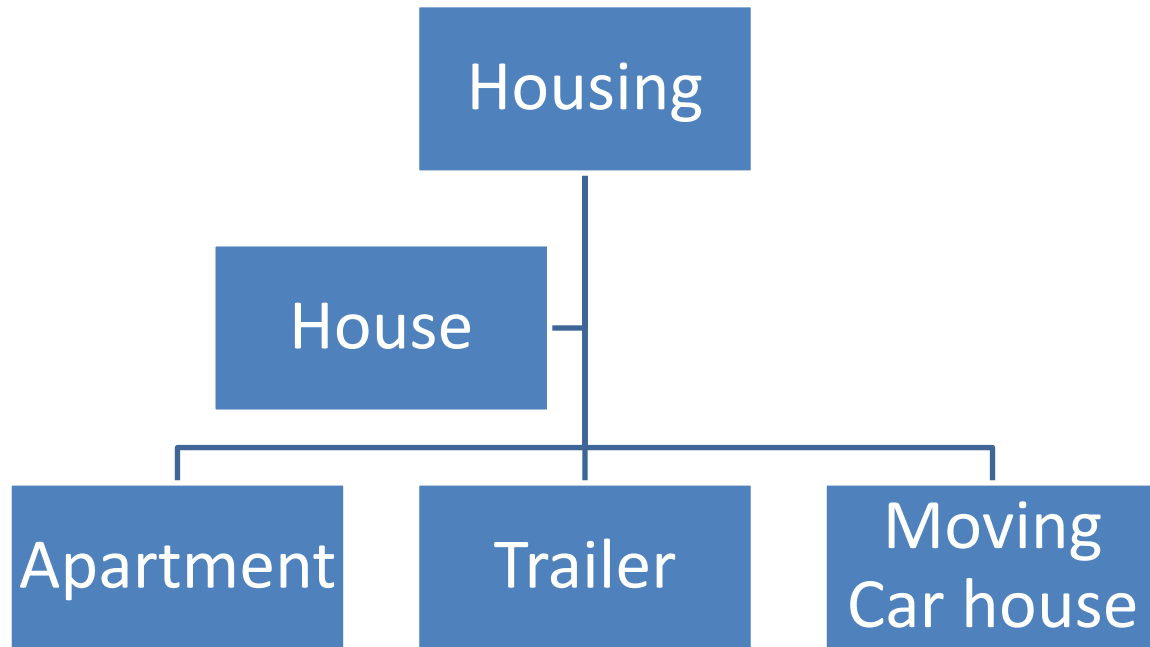 Housing
House
Apartment
Trailer
Moving
Car house